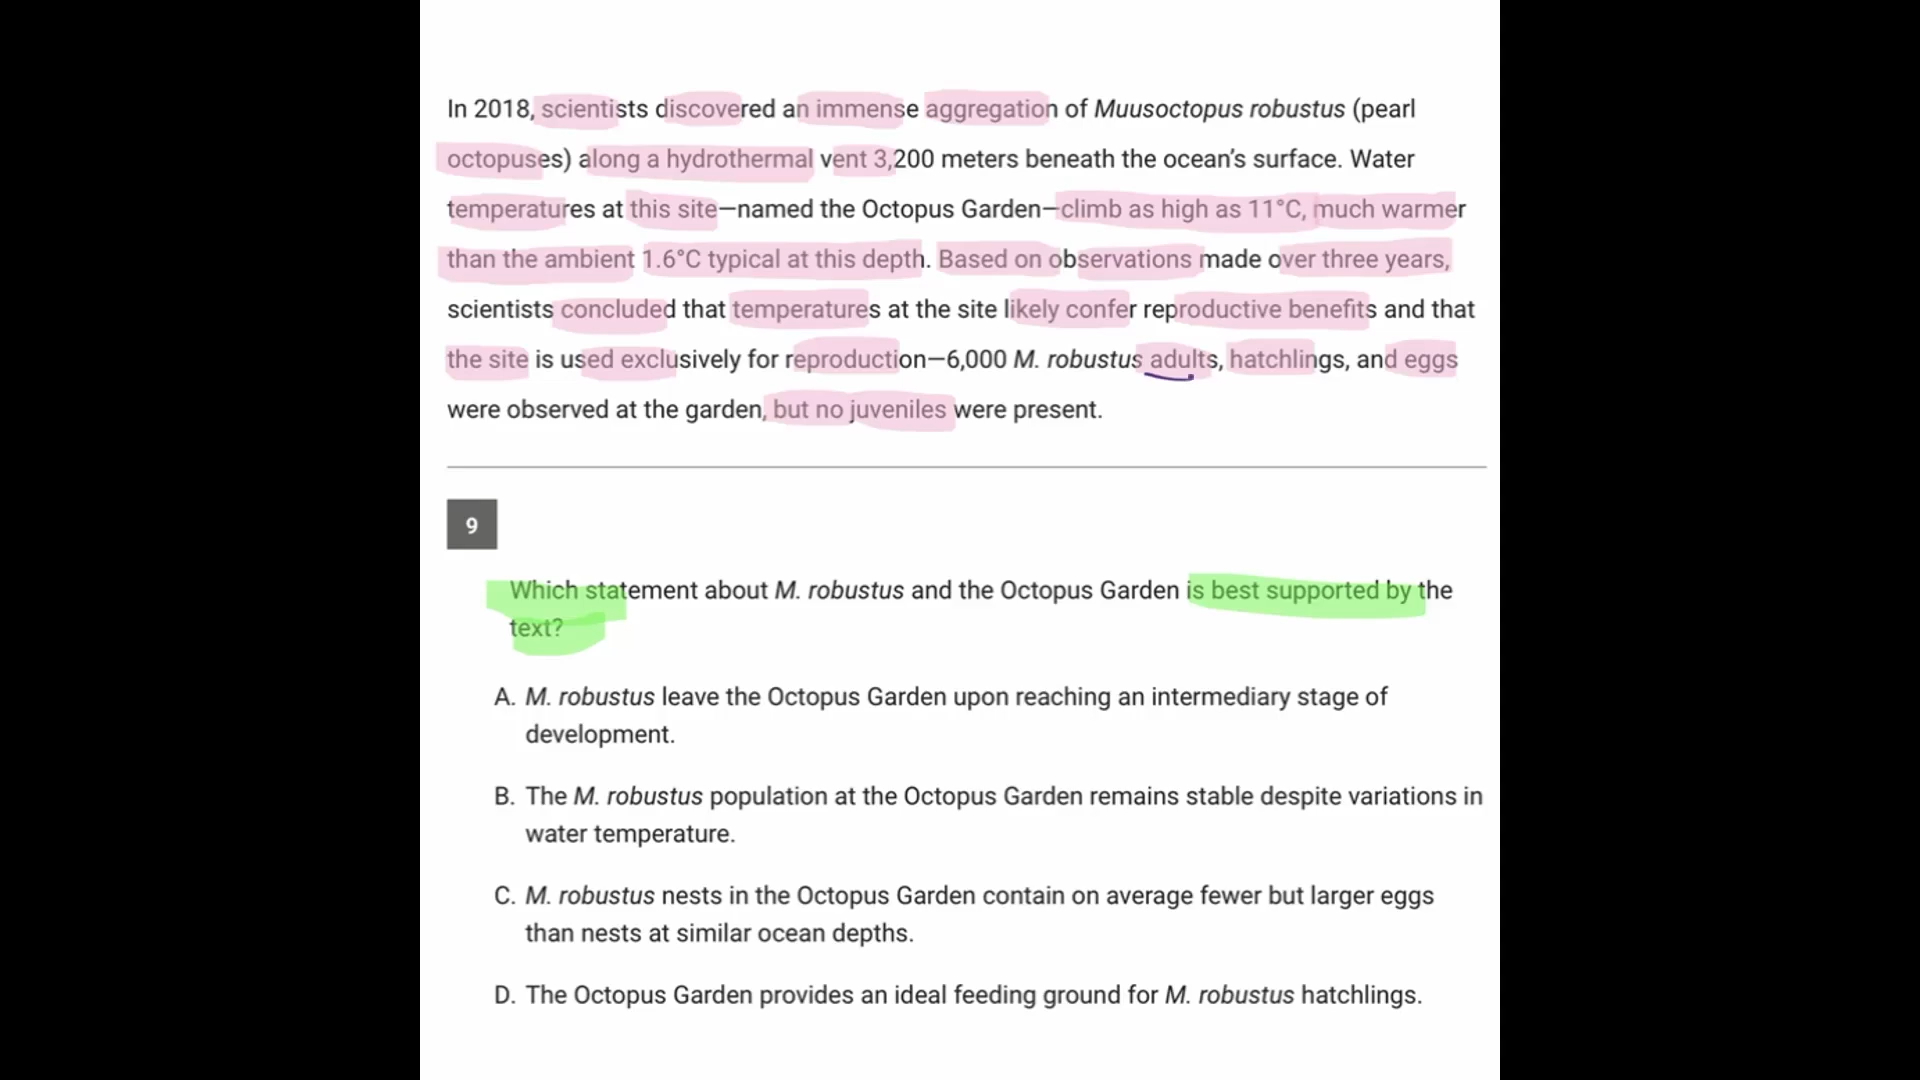 In 2018, scientists discovered an immense aggregation of Muusoctopus robustus (pearl
octopuses) along a hydrothermal vent 3,200 meters beneath the ocean's surface. Water
temperatures at this site—named the Octopus Garden—climb as high as 11°C, much warmer
than the ambient 1.6°C typical at this depth. Based on observations made over three years,
scientists concluded that temperatures at the site likely confer reproductive benefits and that
the site is used exclusively for reproduction—6,000 M. robustus adults, hatchlings, and eggs
were observed at the garden, but no juveniles were present.
9
Which statement about M. robustus and the Octopus Garden is best supported by the
text?
A. M. robustus leave the Octopus Garden upon reaching an intermediary stage of
development.
B. The M. robustus population at the Octopus Garden remains stable despite variations in
water temperature.
C. M. robustus nests in the Octopus Garden contain on average fewer but larger eggs
than nests at similar ocean depths.
D. The Octopus Garden provides an ideal feeding ground for M. robustus hatchlings.